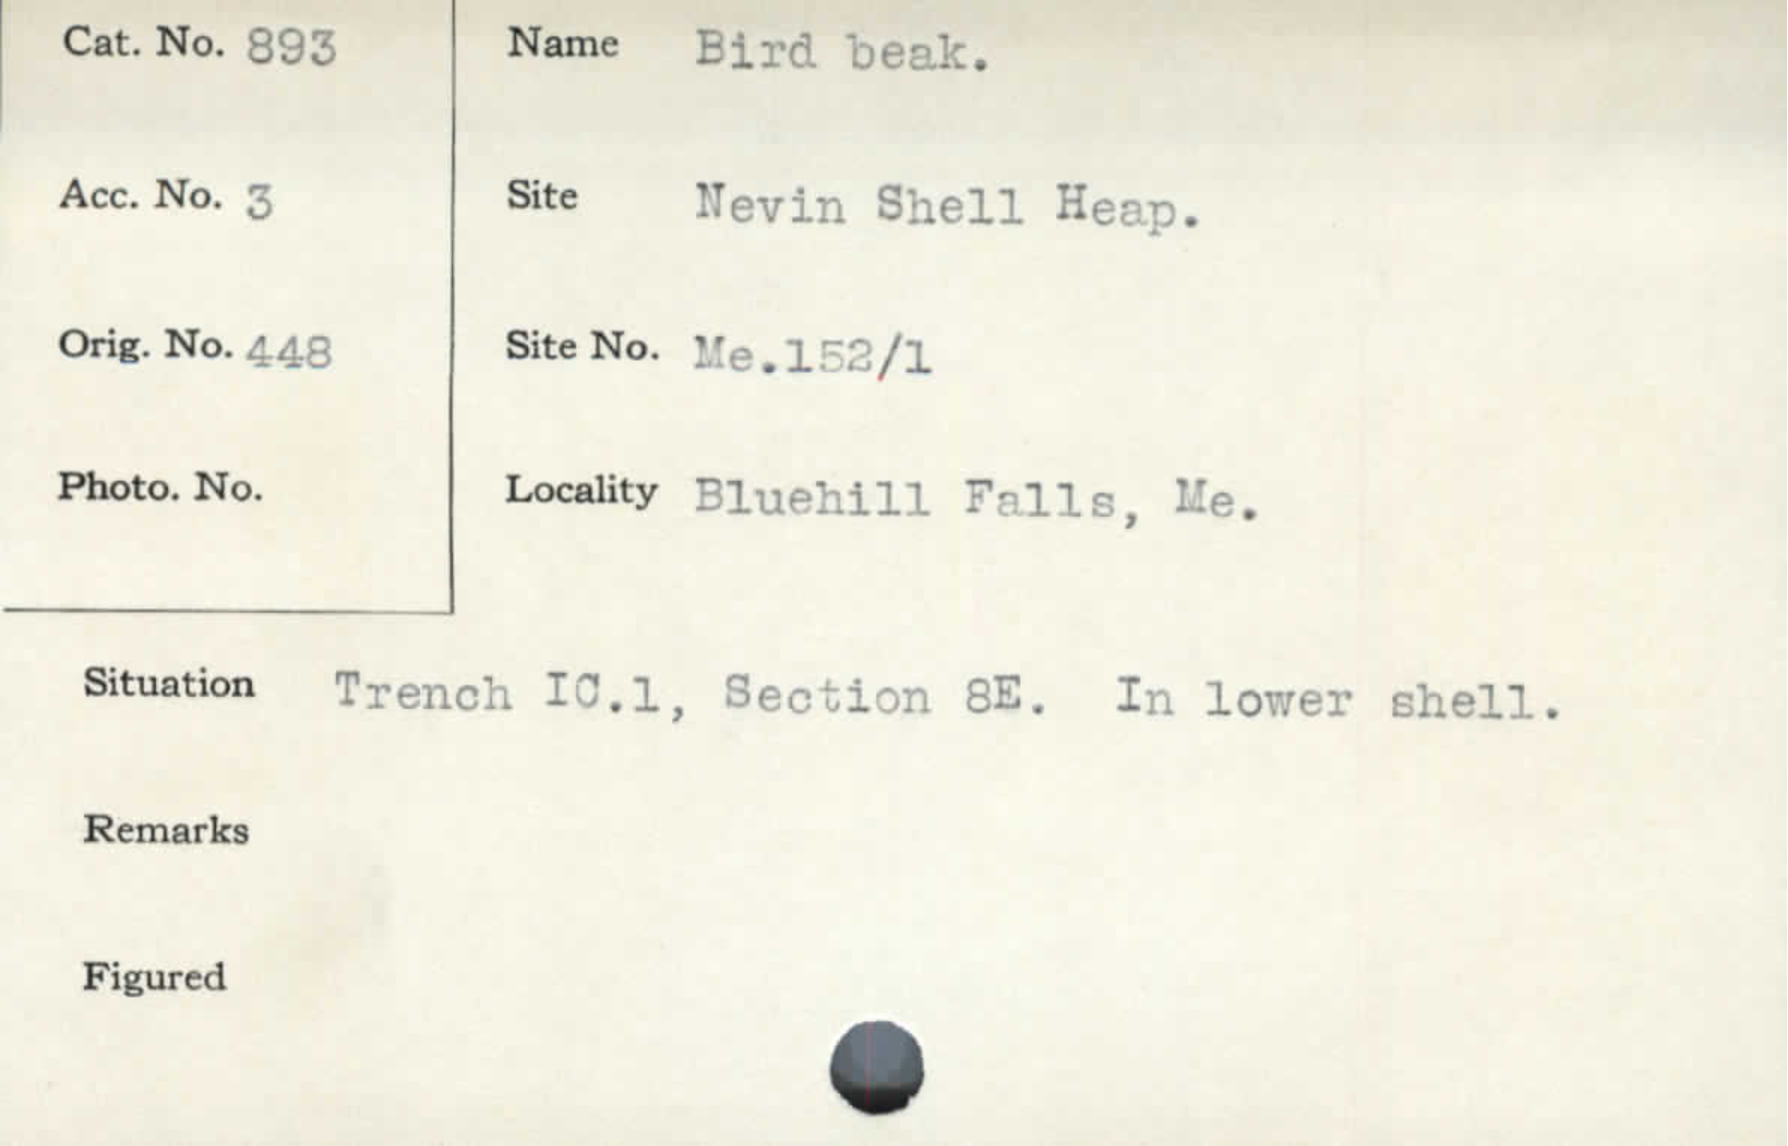 Cat. No. 893
Name Bird beak.
Acc. No. 3
Site Nevin Shell Heap.
Orig. No. 448
Site No. Me.152/1
Photo. No.
Locality Bluehill Falls, Me.
Situation Trench IC.1, Section 8E. In lower shell.
Remarks
Figured